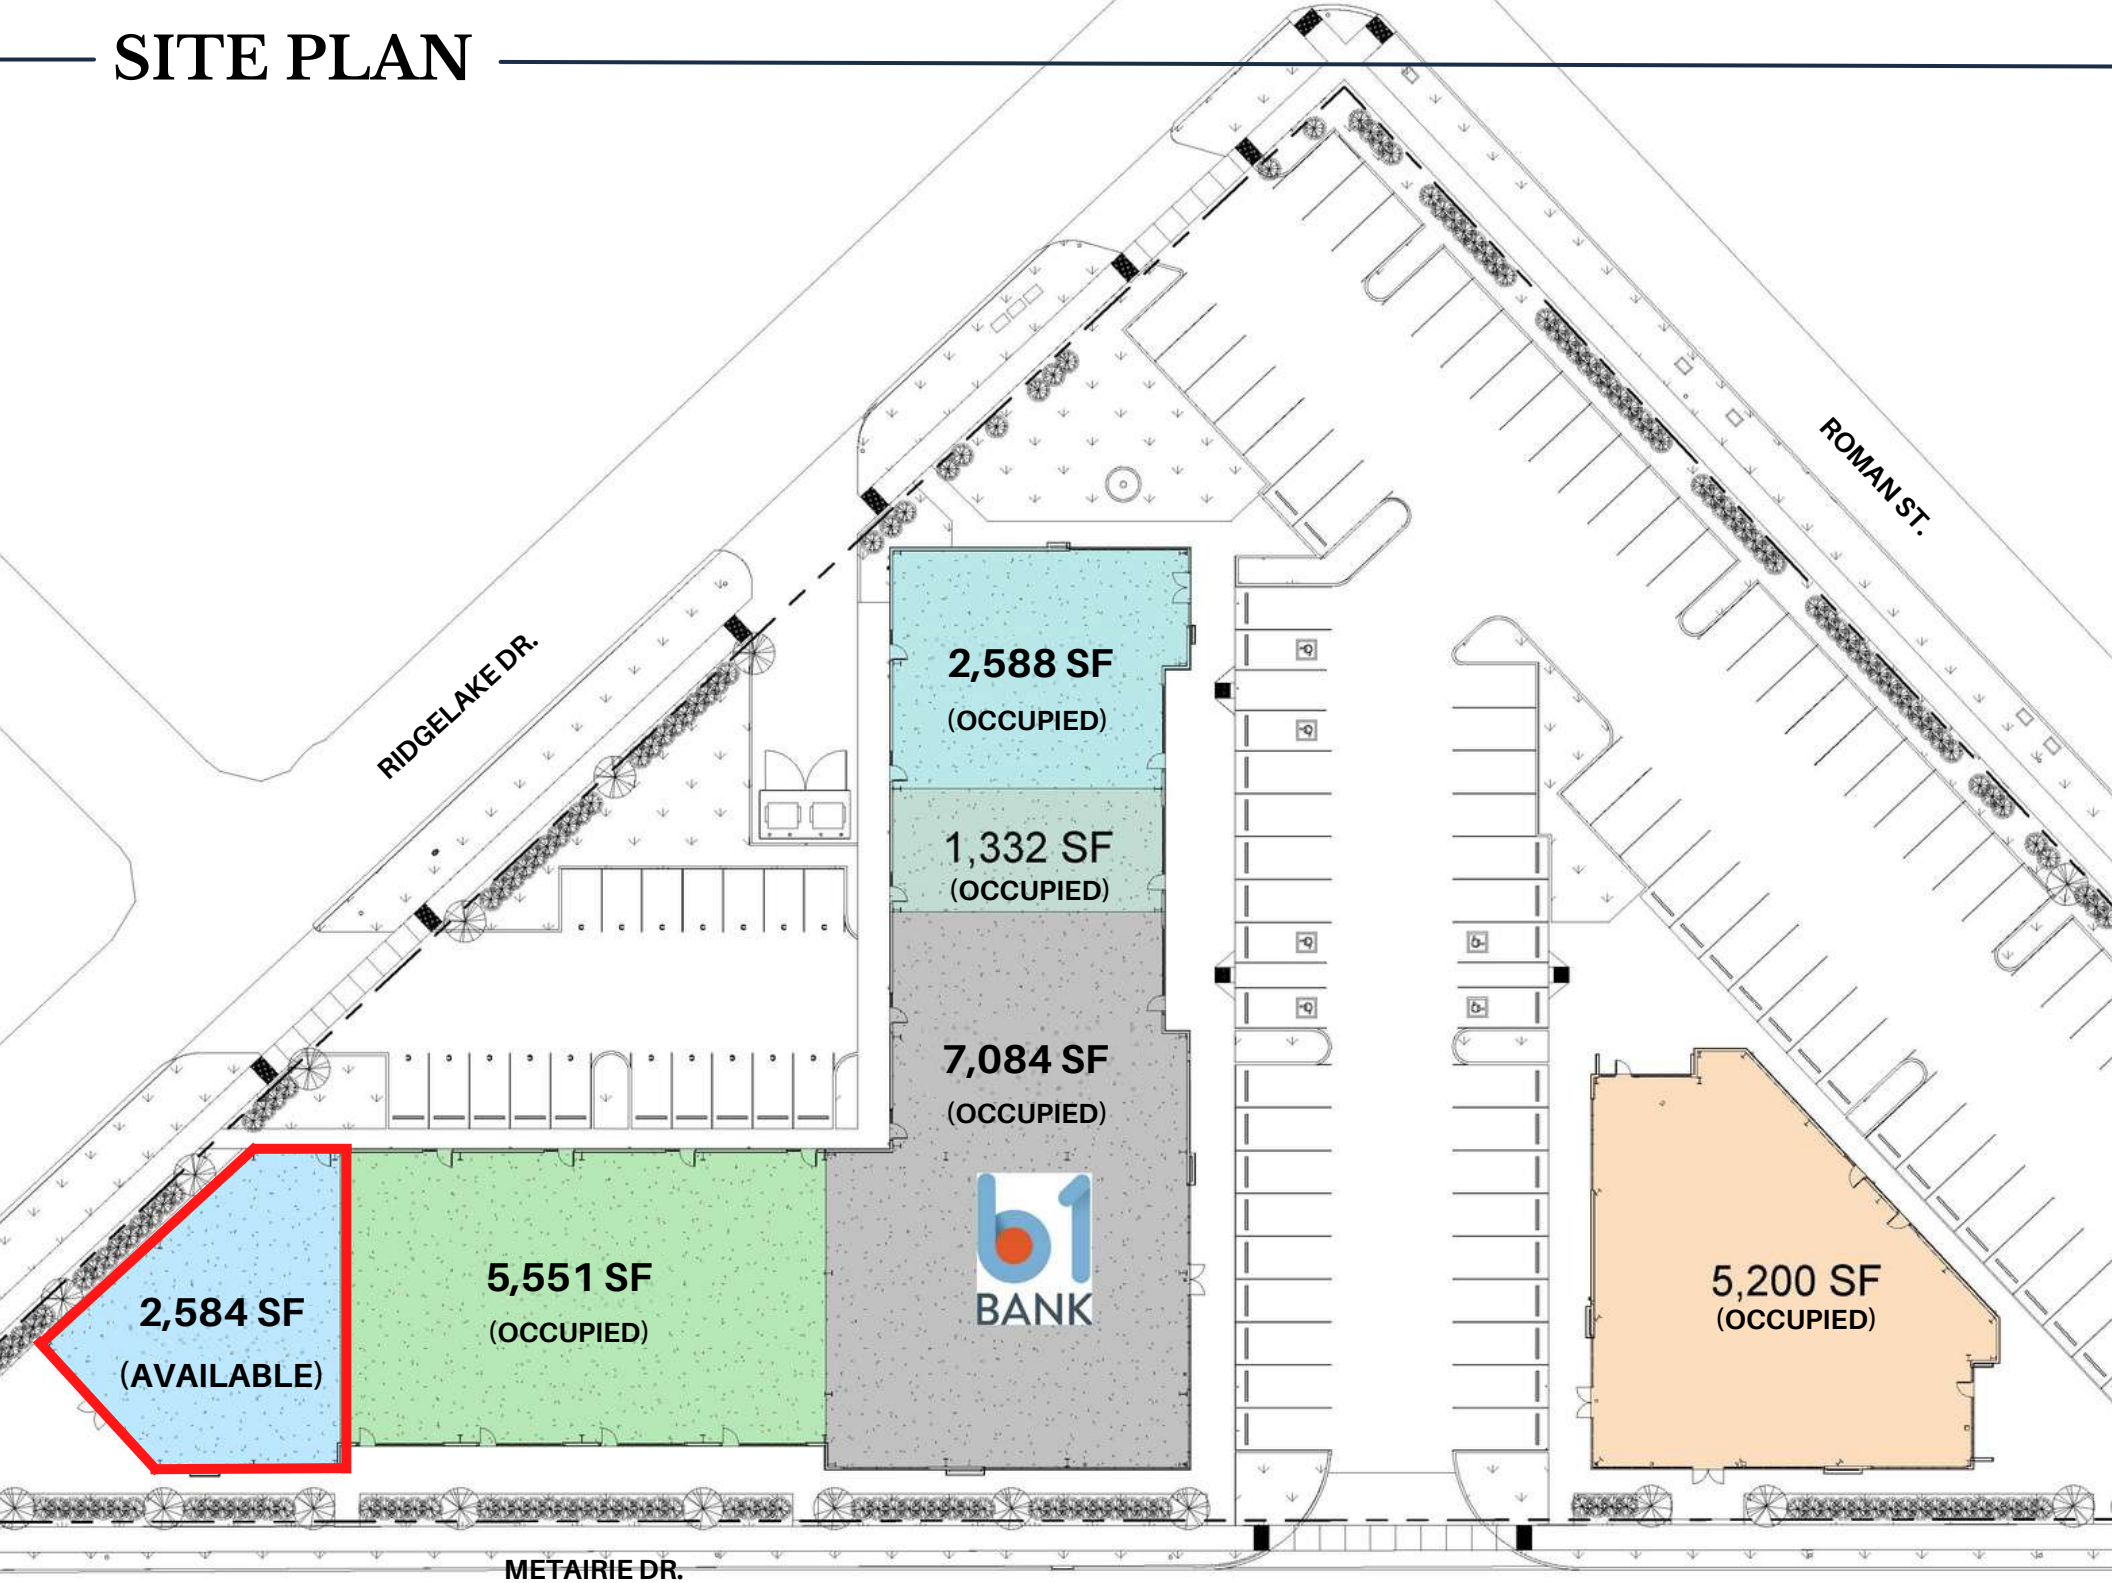 SITE PLAN
ROMAN ST.
RIDGELAKE DR.
2,588 SF
(OCCUPIED)
1,332 SF
(OCCUPIED)
7,084 SF
(OCCUPIED)
b1
BANK
5,551 SF
(OCCUPIED)
2,584 SF
(AVAILABLE)
5,200 SF
(OCCUPIED)
METAIRIE DR.